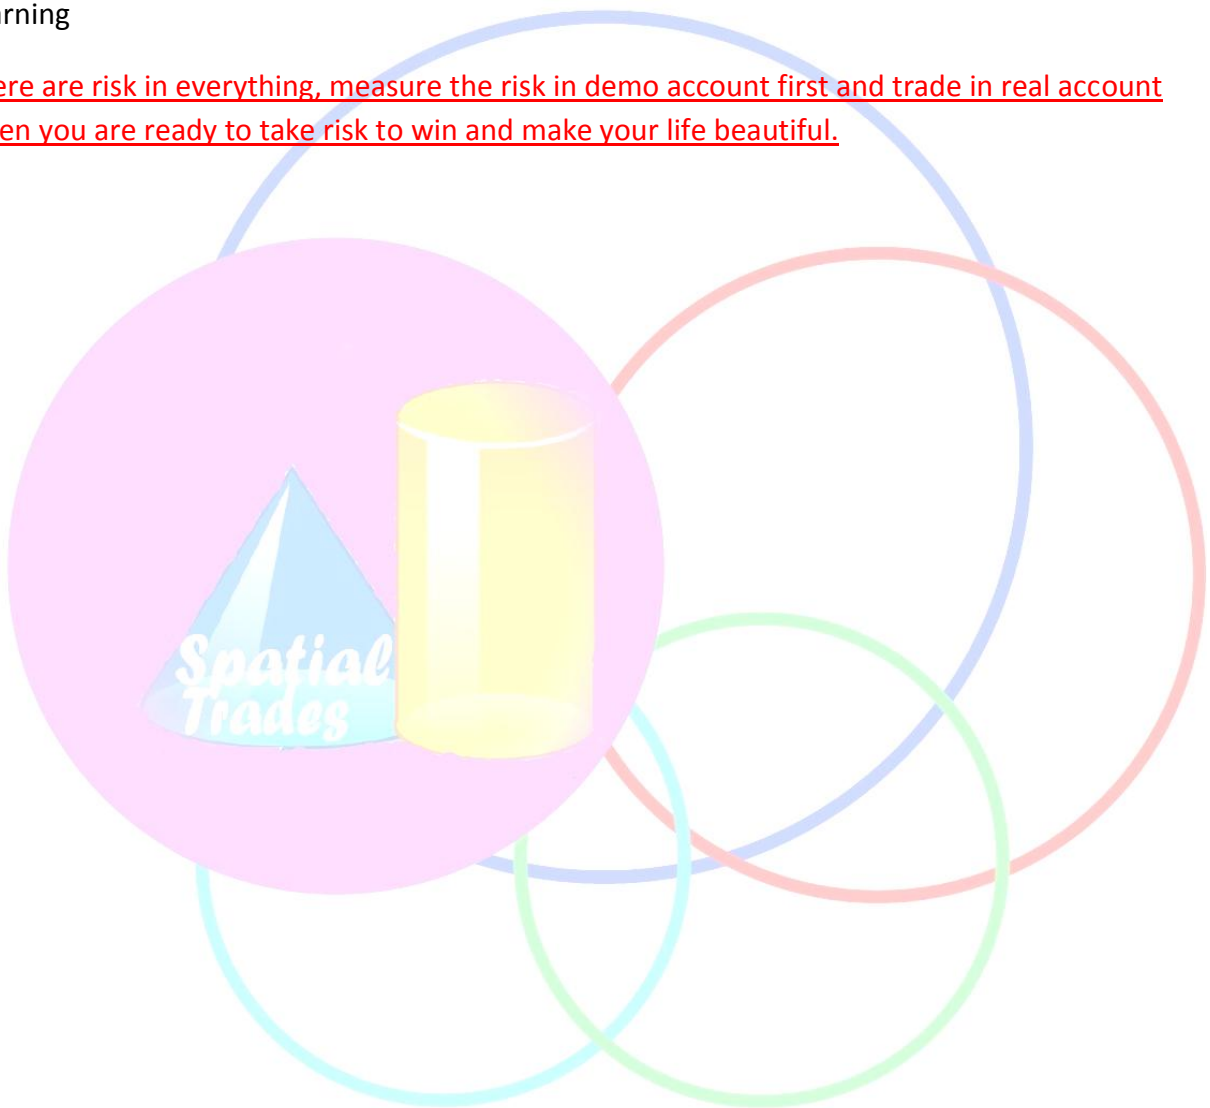 arning
ere are risk in everything, measure the risk in demo account first and trade in real account
en you are ready to take risk to win and make your life beautiful.
Spatial
Trades